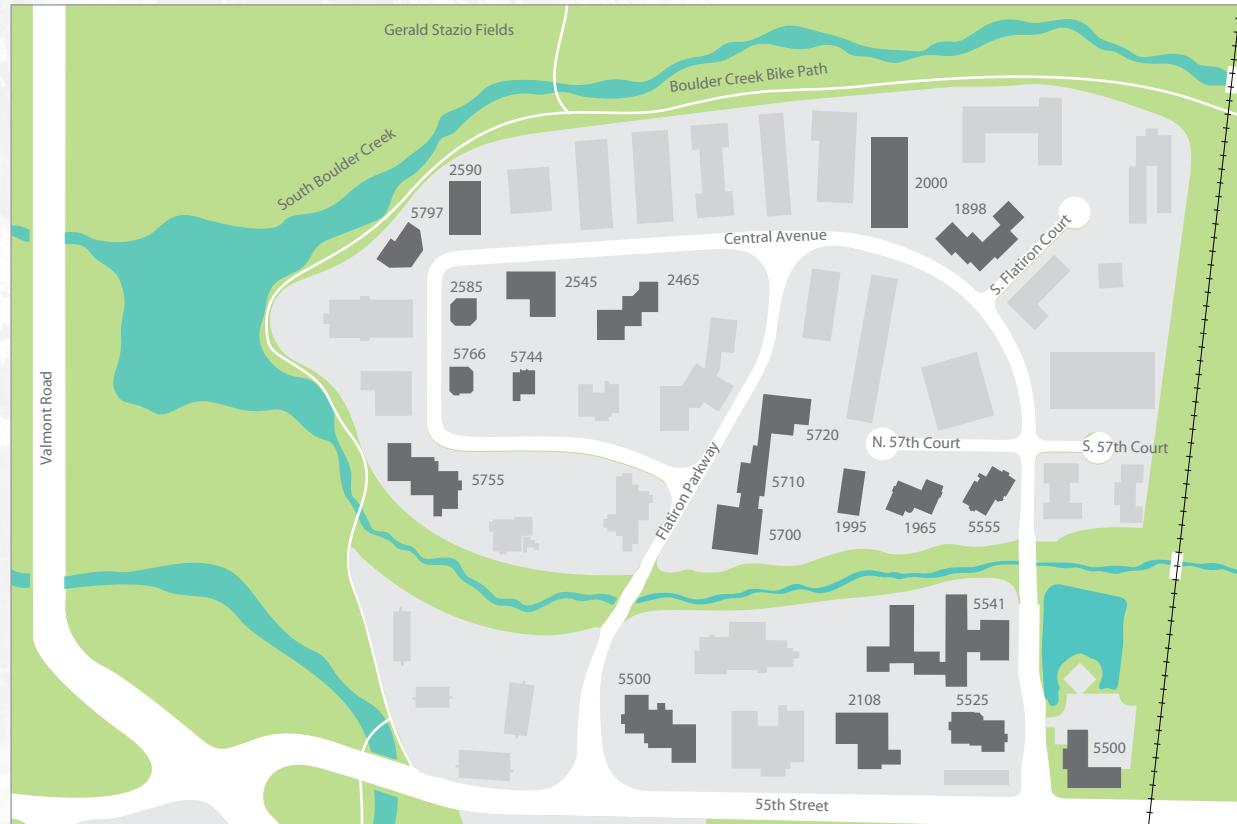 Gerald Stazio Fields
Boulder Creek Bike Path
South Boulder Creek
2590
2000
5797
1898
Central Avenue
S. Flatiron Court
2585
2545
2465
5766
5744
Valmont Road
5720
N. 57th Court
S. 57th Court
5755
Flatiron Parkway
5710
1995
1965
5555
5700
5541
5500
2108
5525
5500
55th Street